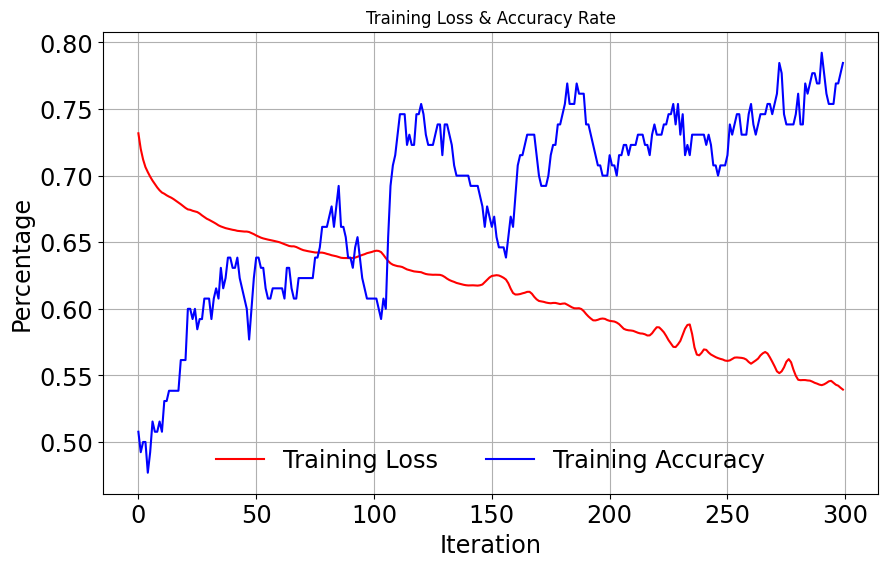 Training Loss & Accuracy Rate
0.80
0.75
0.70
0.65
0.60
0.55
0.50
Percentage
Training Loss
Training Accuracy
0 50 100 150 200 250 300
Iteration